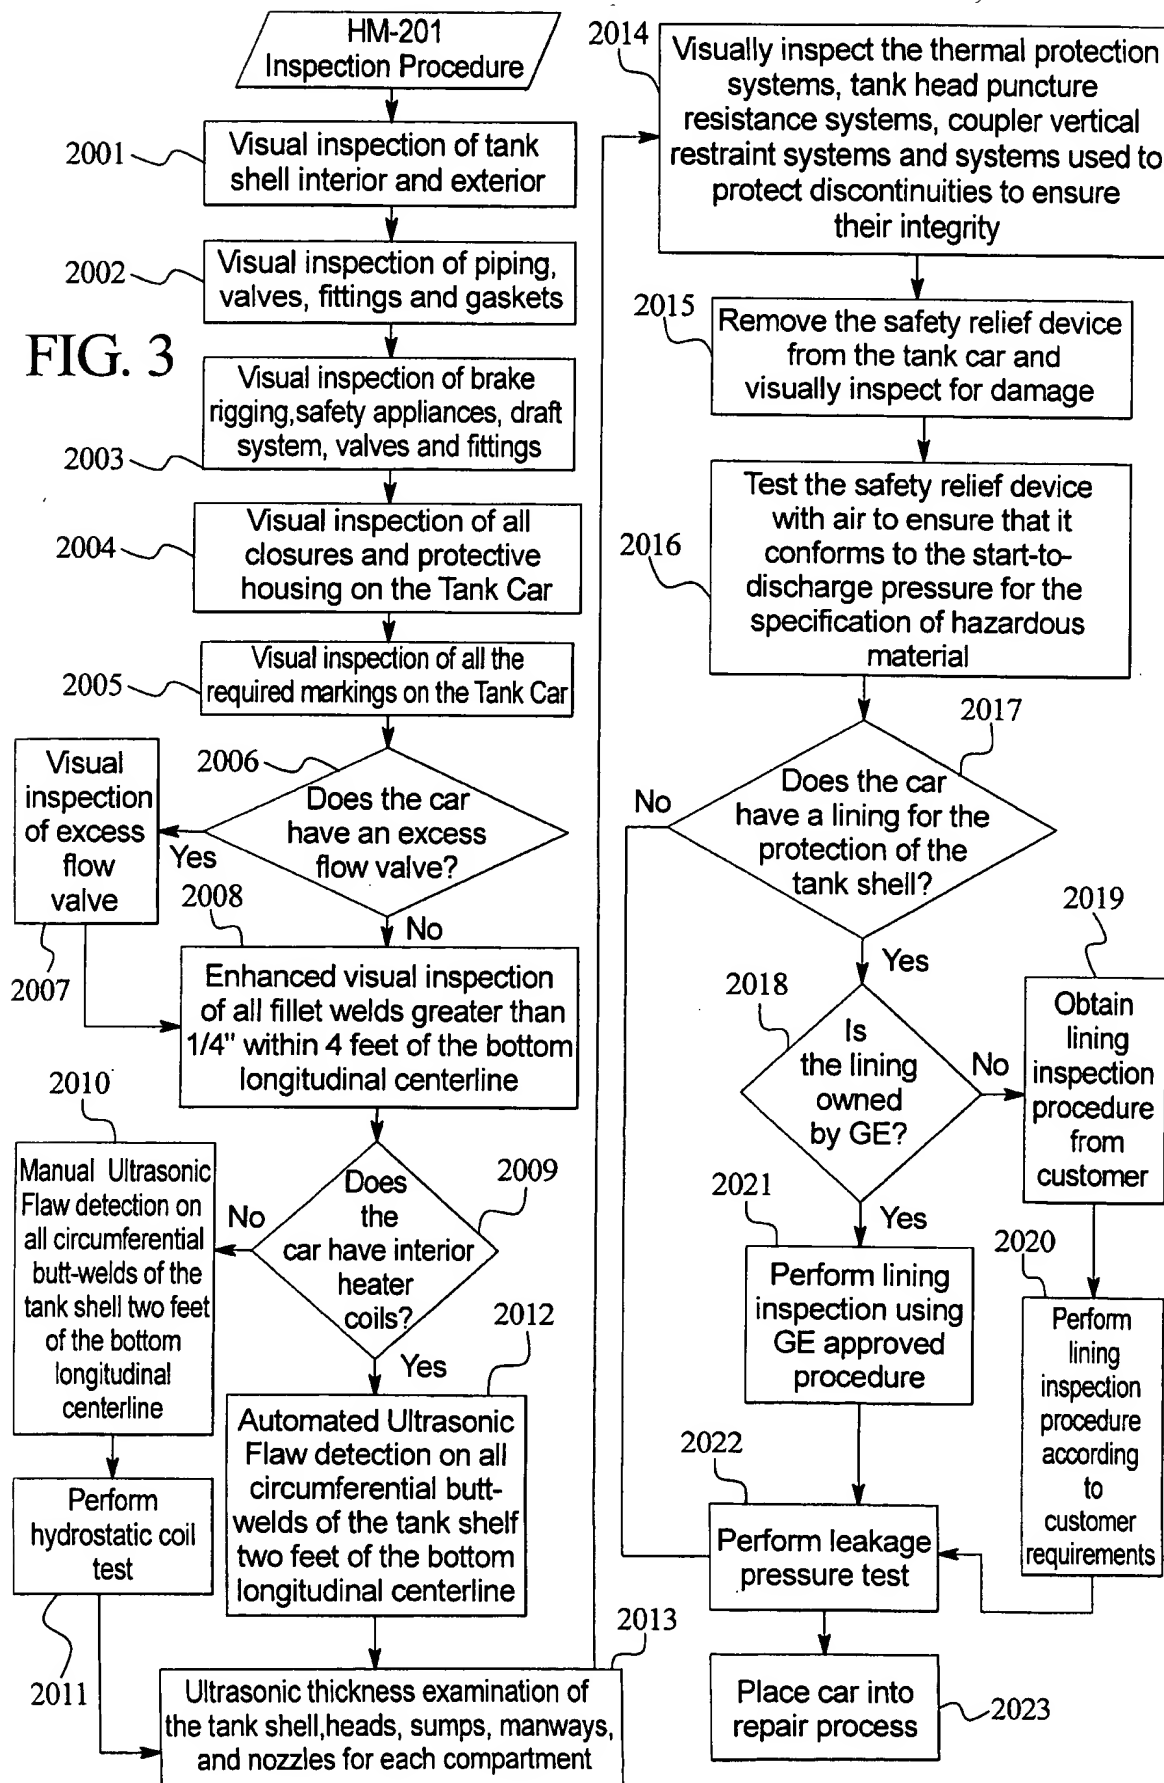 HM-201
Inspection Procedure
2001
Visual inspection of tank
shell interior and exterior
2002
Visual inspection of piping,
valves, fittings and gaskets
FIG. 3
2003
Visual inspection of brake
rigging,safety appliances, draft
system, valves and fittings
2004
Visual inspection of all
closures and protective
housing on the Tank Car
2005
Visual inspection of all the
required markings on the Tank Car
2006
Does the car
have an excess
flow valve?
Yes
No
Visual
inspection
of excess
flow
valve
2007
2008
Enhanced visual inspection
of all fillet welds greater than
1/4" within 4 feet of the bottom
longitudinal centerline
2009
Does
the
car have interior
heater
coils?
No
Yes
2010
Manual Ultrasonic
Flaw detection on
all circumferential
butt-welds of the
tank shell two feet
of the bottom
longitudinal
centerline
Perform
hydrostatic coil
test
2011
2012
Automated Ultrasonic
Flaw detection on all
circumferential butt-
welds of the tank shelf
two feet of the bottom
longitudinal centerline
2013
Ultrasonic thickness examination of
the tank shell,heads, sumps, manways,
and nozzles for each compartment
2014
Visually inspect the thermal protection
systems, tank head puncture
resistance systems, coupler vertical
restraint systems and systems used to
protect discontinuities to ensure
their integrity
2015
Remove the safety relief device
from the tank car and
visually inspect for damage
2016
Test the safety relief device
with air to ensure that it
conforms to the start-to-
discharge pressure for the
specification of hazardous
material
2017
Does the car
have a lining for the
protection of the
tank shell?
No
Yes
2018
Is
the lining
owned
by GE?
No
Yes
2019
Obtain
lining
inspection
procedure
from
customer
2020
Perform
lining
inspection
procedure
according
to
customer
requirements
2021
Perform lining
inspection using
GE approved
procedure
2022
Perform leakage
pressure test
Place car into
repair process
2023